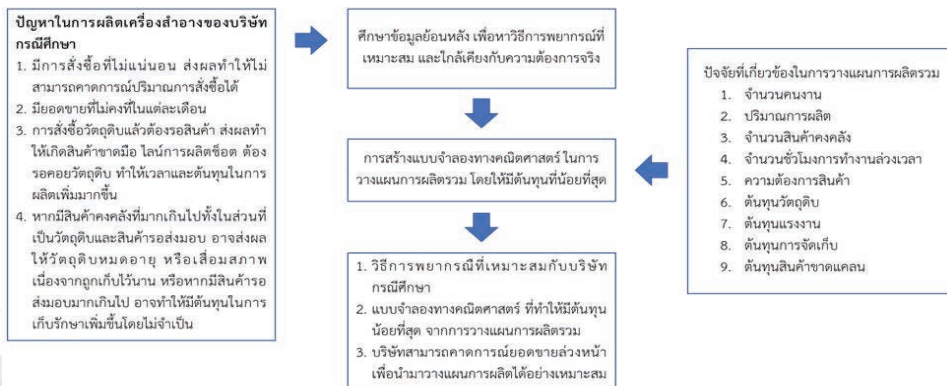 ปัญหาในการผลิตเครื่องสำอางของบริษัท
กรณีศึกษา
1. มีการสั่งซื้อที่ไม่แน่นอน ส่งผลทำให้ไม่
สามารถคาดการณ์ปริมาณการสั่งซื้อได้
2. มียอดขายที่ไม่คงที่ในแต่ละเดือน
3. การสั่งซื้อวัตถุดิบแล้วต้องรอสินค้า ส่งผลทำ
ให้เกิดสินค้าขาดมือ ไลน์การผลิตช็อต ต้อง
รอคอยวัตถุดิบ ทำให้เวลาและต้นทุนในการ
ผลิตเพิ่มมากขึ้น
4. หากมีสินค้าคงคลังที่มากเกินไปทั้งในส่วนที่
เป็นวัตถุดิบและสินค้ารอส่งมอบ อาจส่งผล
ให้วัตถุดิบหมดอายุ หรือเสื่อมสภาพ
เนื่องจากถูกเก็บไว้นาน หรือหากมีสินค้ารอ
ส่งมอบมากเกินไป อาจทำให้มีต้นทุนในการ
เก็บรักษาเพิ่มขึ้นโดยไม่จำเป็น
ศึกษาข้อมูลย้อนหลัง เพื่อหาวิธีการพยากรณ์ที่
เหมาะสม และใกล้เคียงกับความต้องการจริง
การสร้างแบบจำลองทางคณิตศาสตร์ ในการ
วางแผนการผลิตรวม โดยให้มีต้นทุนที่น้อยที่สุด
1. วิธีการพยากรณ์ที่เหมาะสมกับบริษัท
กรณีศึกษา
2. แบบจำลองทางคณิตศาสตร์ ที่ทำให้มีต้นทุน
น้อยที่สุด จากการวางแผนการผลิตรวม
3. บริษัทสามารถคาดการณ์ยอดขายล่วงหน้า
เพื่อนำมาวางแผนการผลิตได้อย่างเหมาะสม
ปัจจัยที่เกี่ยวข้องในการวางแผนการผลิตรวม
1. จำนวนคนงาน
2. ปริมาณการผลิต
3. จำนวนสินค้าคงคลัง
4. จำนวนชั่วโมงการทำงานล่วงเวลา
5. ความต้องการสินค้า
6. ต้นทุนวัตถุดิบ
7. ต้นทุนแรงงาน
8. ต้นทุนการจัดเก็บ
9. ต้นทุนสินค้าขาดแคลน